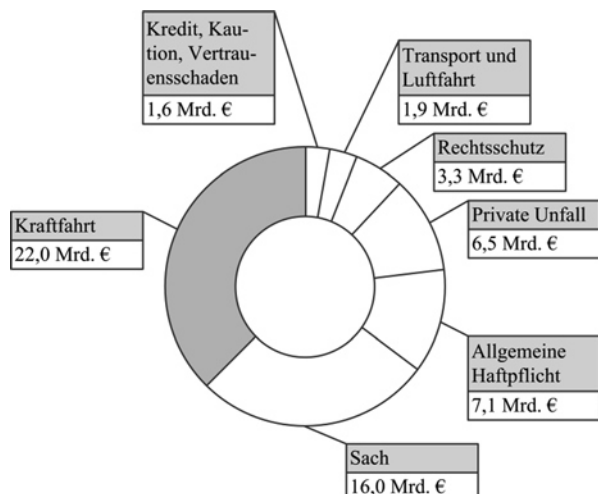 Kredit, Kau-
tion, Vertrau-
ensschaden
1,6 Mrd. €
Transport und
Luftfahrt
1,9 Mrd. €
Rechtsschutz
3,3 Mrd. €
Private Unfall
6,5 Mrd. €
Kraftfahrt
22,0 Mrd. €
Allgemeine
Haftpflicht
7,1 Mrd. €
Sach
16,0 Mrd. €